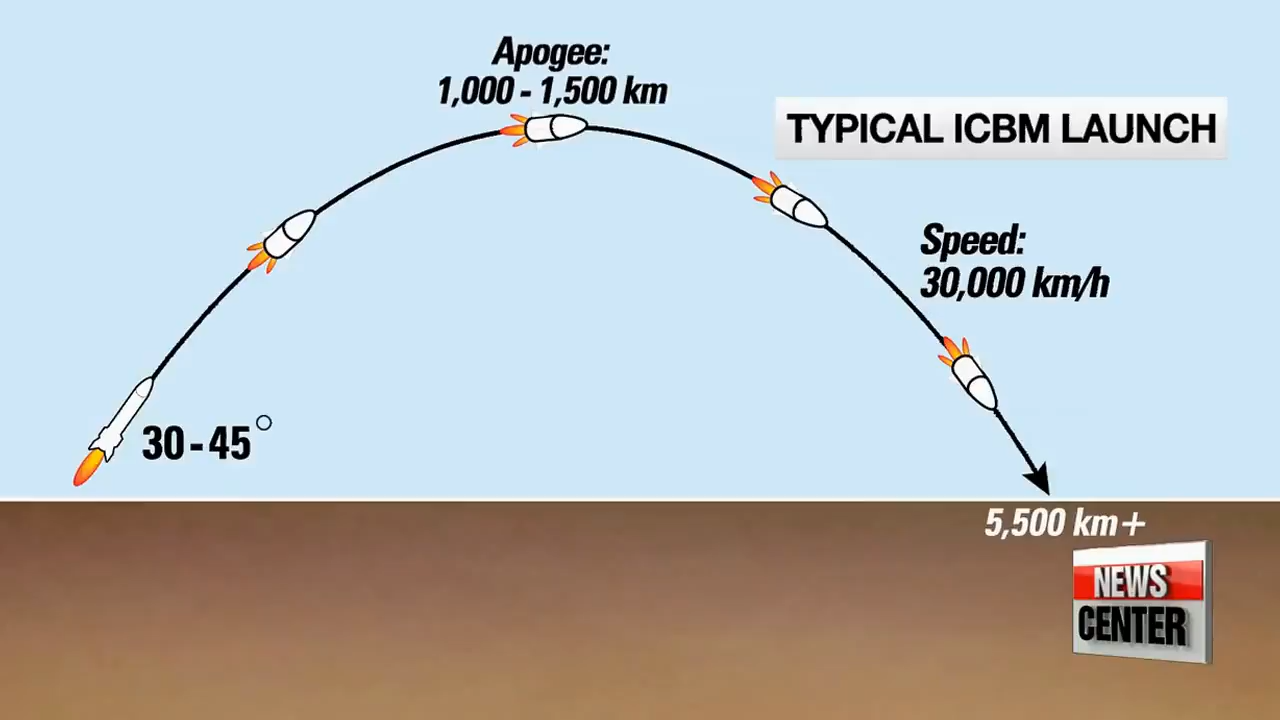 Apogee:
1,000 - 1,500 km
TYPICAL ICBM LAUNCH
Speed:
30,000 km/h
30-45°
5,500 km+
NEWS
CENTER